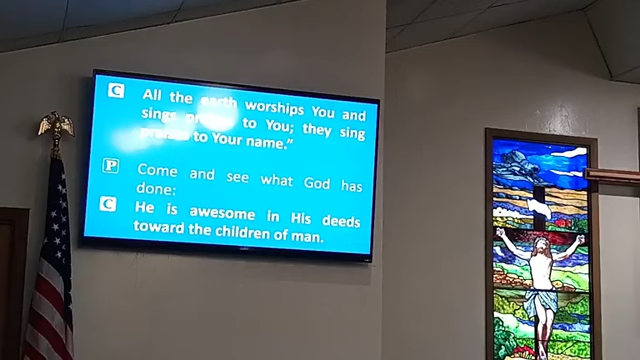 C All the earth worships You and
sings praises to You; they sing
praises to Your name."
P Come and see what God has
done:
C He is awesome in His deeds
toward the children of man.